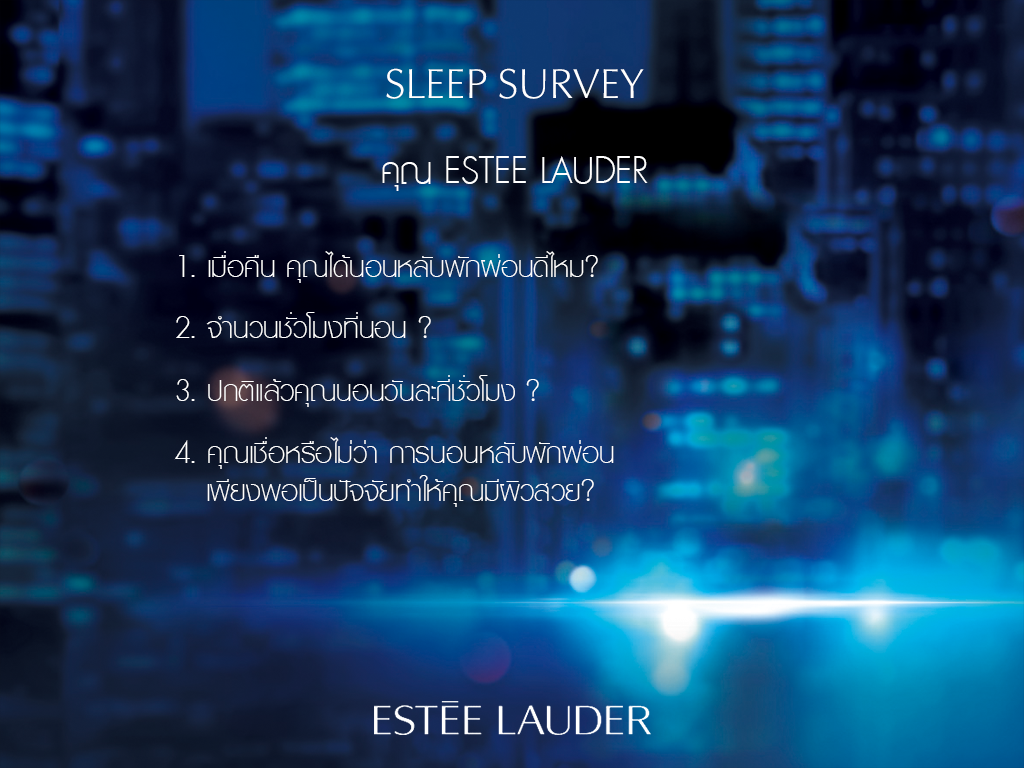 SLEEP SURVEY
คุณ ESTEE LAUDER
1. เมื่อคืน คุณได้นอนหลับพักผ่อนดีไหม?
2. จำนวนชั่วโมงที่นอน ?
3. ปกติแล้วคุณนอนวันละกี่ชั่วโมง ?
4. คุณเชื่อหรือไม่ว่า การนอนหลับพักผ่อน
เพียงพอเป็นปัจจัยทำให้คุณมีผิวสวย?
ESTĒE LAUDER